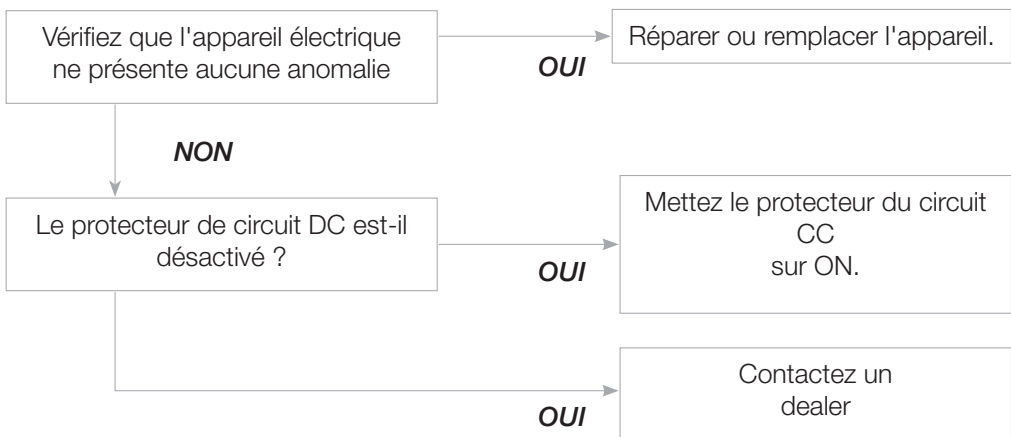 Vérifiez que l'appareil électrique
ne présente aucune anomalie
OUI
Réparer ou remplacer l'appareil.
NON
Le protecteur de circuit DC est-il
désactivé ?
OUI
Mettez le protecteur du circuit
CC
sur ON.
OUI
Contactez un
dealer